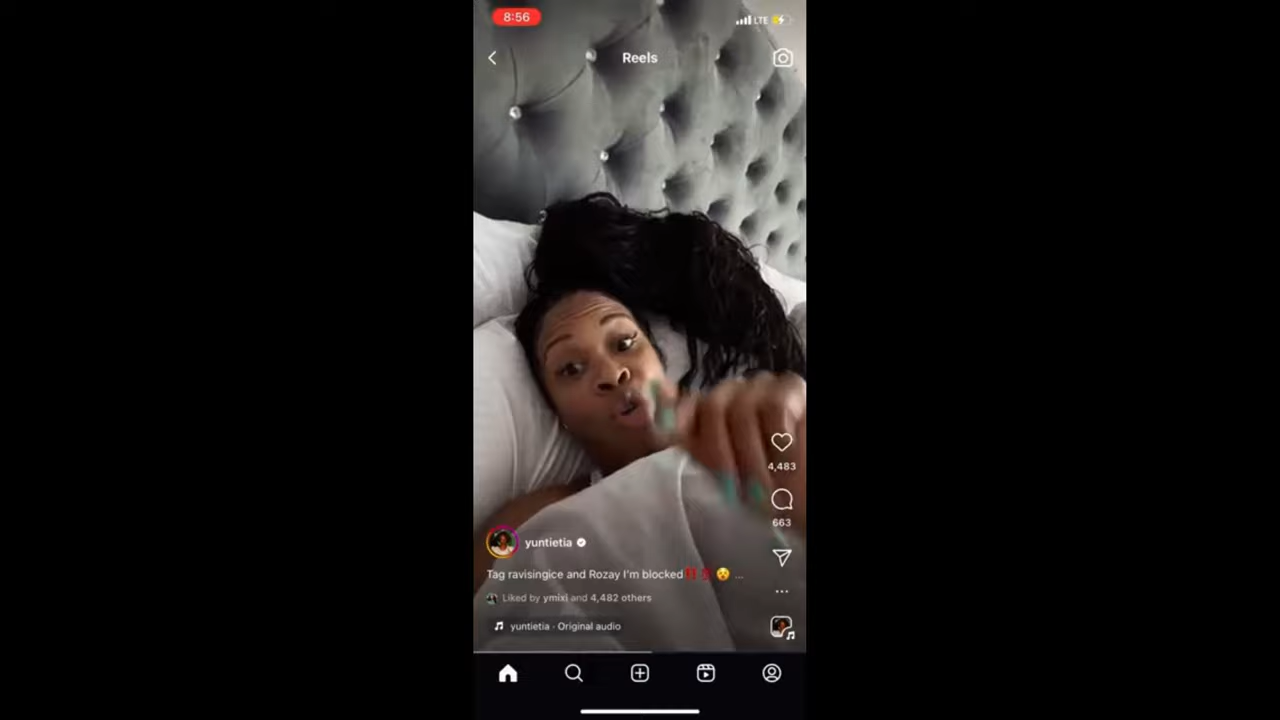 8:56
LTE
Reels
4,483
663
yuntietia
Tag ravisingice and Rozay I'm blocked‼️💃😵 ...
Liked by ymixi and 4,482 others
yuntietia · Original audio